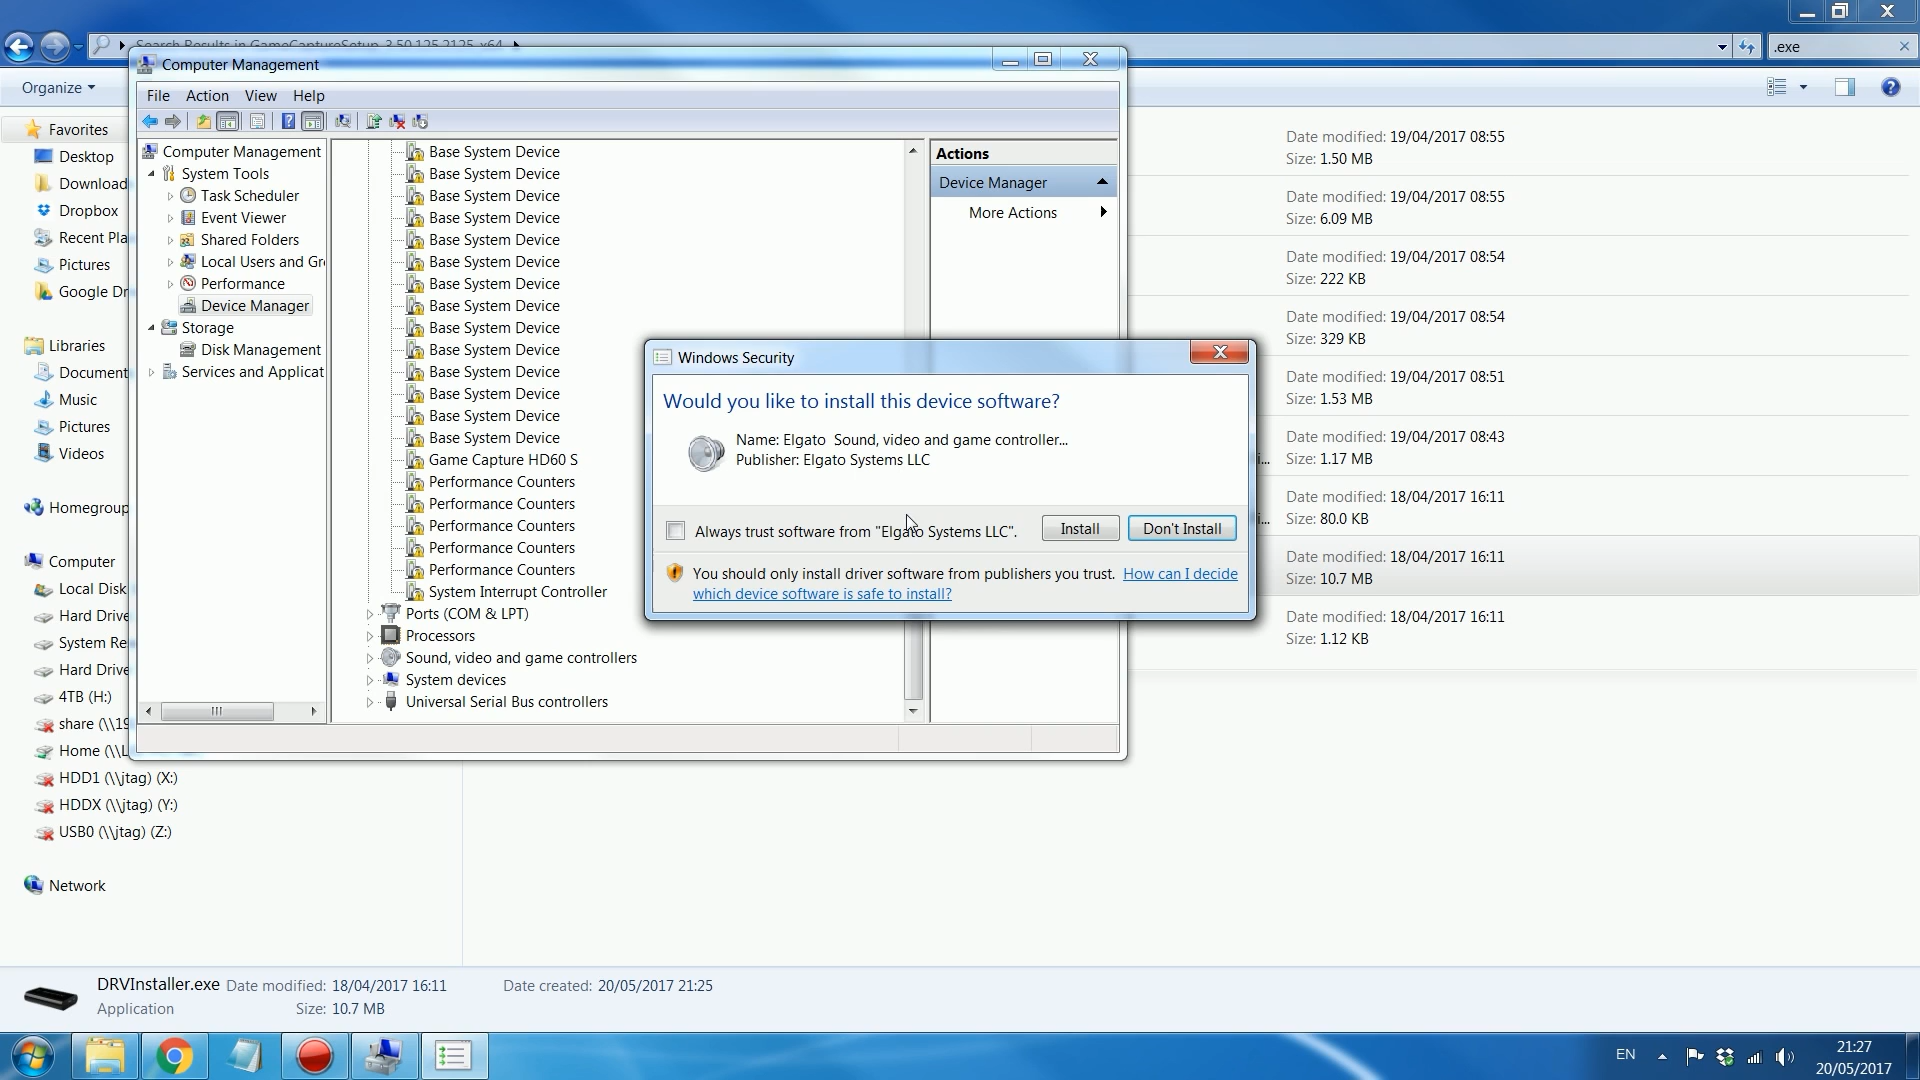 Search Results in GameCaptureSetup_3.50.125.2125_x64
.exe
Computer Management
Organize
File Action View Help
Favorites
Desktop
Download
Dropbox
Recent Pla
Pictures
Google Dr
Libraries
Document
Music
Pictures
Videos
Homegroup
Computer
Local Disk
Hard Drive
System Re
Hard Drive
4TB (H:)
share (\\19
Home (\\L
HDD1 (\\jtag) (X:)
HDDX (\\jtag) (Y:)
USB0 (\\jtag) (Z:)
Network
Computer Management
System Tools
Task Scheduler
Event Viewer
Shared Folders
Local Users and Gr
Performance
Device Manager
Storage
Disk Management
Services and Applicat
Base System Device
Base System Device
Base System Device
Base System Device
Base System Device
Base System Device
Base System Device
Base System Device
Base System Device
Base System Device
Base System Device
Base System Device
Base System Device
Base System Device
Game Capture HD60 S
Performance Counters
Performance Counters
Performance Counters
Performance Counters
Performance Counters
System Interrupt Controller
Ports (COM & LPT)
Processors
Sound, video and game controllers
System devices
Universal Serial Bus controllers
Actions
Device Manager
More Actions
Windows Security
Would you like to install this device software?
Name: Elgato Sound, video and game controller...
Publisher: Elgato Systems LLC
Always trust software from "Elgato Systems LLC".
Install
Don't Install
You should only install driver software from publishers you trust. How can I decide
which device software is safe to install?
Date modified: 19/04/2017 08:55
Size: 1.50 MB
Date modified: 19/04/2017 08:55
Size: 6.09 MB
Date modified: 19/04/2017 08:54
Size: 222 KB
Date modified: 19/04/2017 08:54
Size: 329 KB
Date modified: 19/04/2017 08:51
Size: 1.53 MB
Date modified: 19/04/2017 08:43
i... Size: 1.17 MB
Date modified: 18/04/2017 16:11
i... Size: 80.0 KB
Date modified: 18/04/2017 16:11
Size: 10.7 MB
Date modified: 18/04/2017 16:11
Size: 1.12 KB
DRVInstaller.exe Date modified: 18/04/2017 16:11 Date created: 20/05/2017 21:25
Application Size: 10.7 MB
EN
21:27
20/05/2017